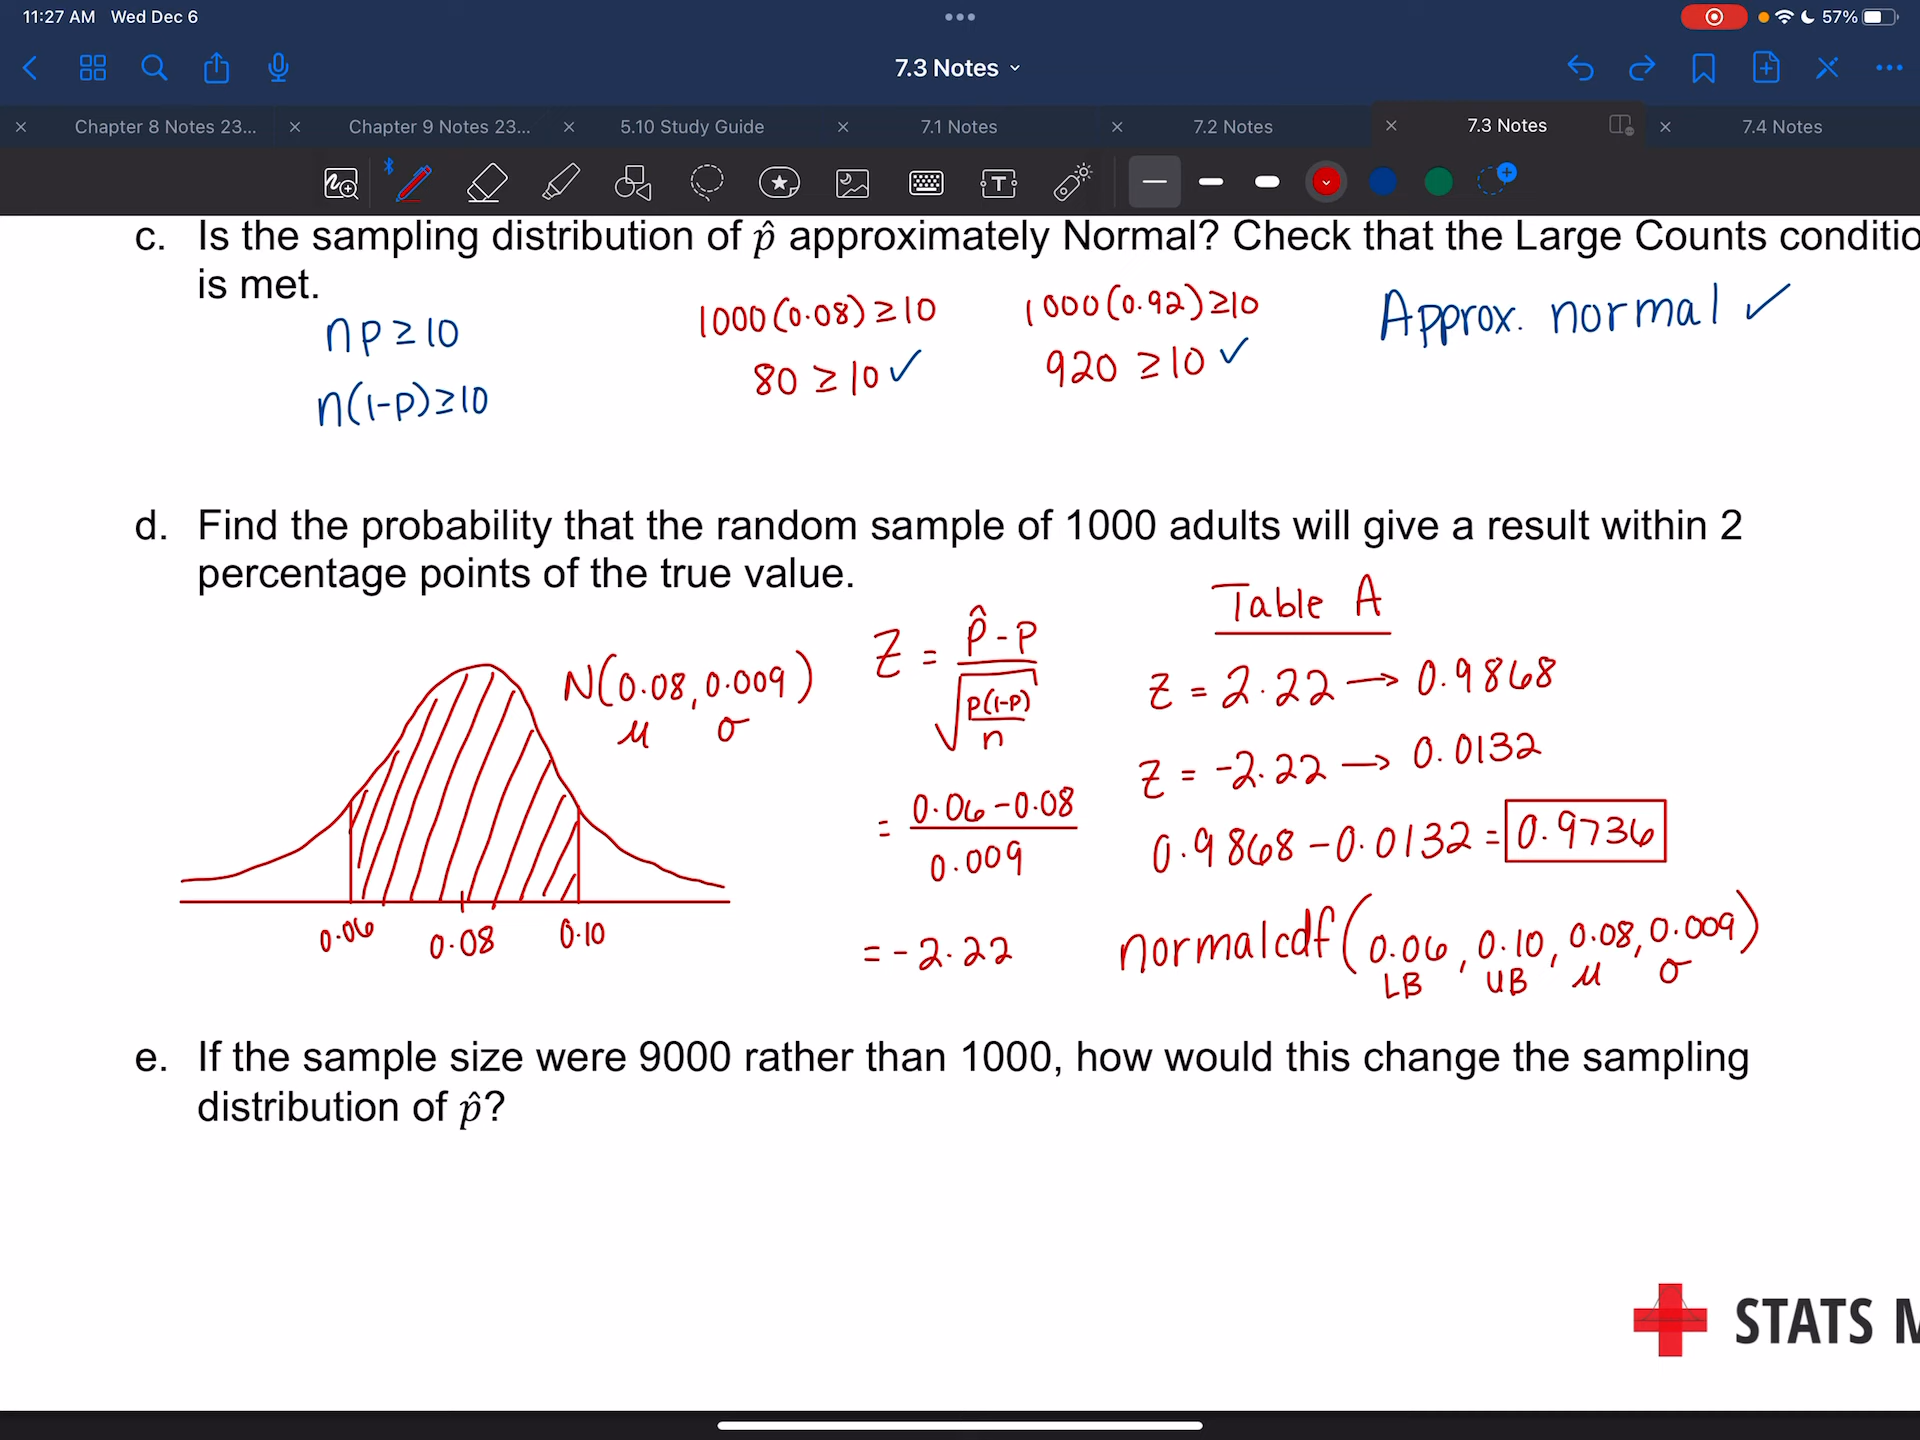 11:27 AM Wed Dec 6
57%
7.3 Notes
Chapter 8 Notes 23...
Chapter 9 Notes 23...
5.10 Study Guide
7.1 Notes
7.2 Notes
7.3 Notes
7.4 Notes
c. Is the sampling distribution of p̂ approximately Normal? Check that the Large Counts conditio
is met.
np ≥ 10
n(1-p) ≥ 10
1000(0.08) ≥ 10
80 ≥ 10 ✓
1000(0.92) ≥ 10
920 ≥ 10 ✓
Approx. normal ✓
d. Find the probability that the random sample of 1000 adults will give a result within 2
percentage points of the true value.
N(0.08, 0.009)
μ σ
0.06 0.08 0.10
z = (p̂ - p) / √(p(1-p)/n)
= (0.06 - 0.08) / 0.009
= -2.22
Table A
z = 2.22 → 0.9868
z = -2.22 → 0.0132
0.9868 - 0.0132 = 0.9736
normalcdf(0.06, 0.10, 0.08, 0.009)
LB UB μ σ
e. If the sample size were 9000 rather than 1000, how would this change the sampling
distribution of p̂?
STATS M